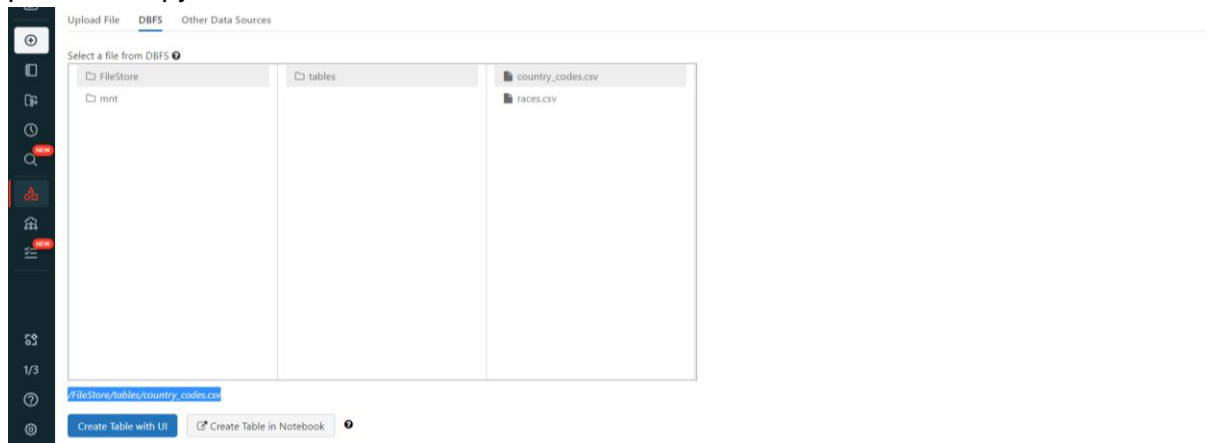 Upload File DBFS Other Data Sources
Select a file from DBFS ?
FileStore tables country_codes.csv
mnt races.csv
NEW
NEW
1/3
/FileStore/tables/country_codes.csv
Create Table with UI Create Table in Notebook ?